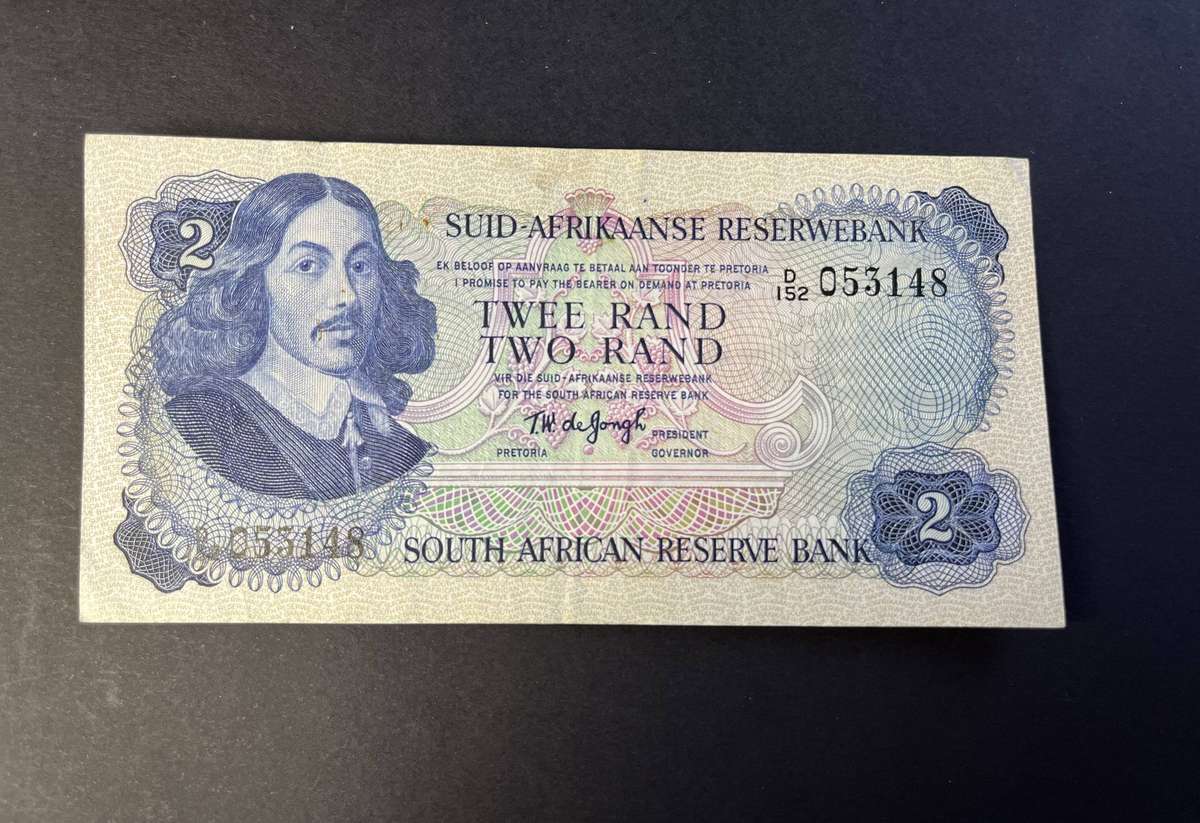 2
SUID-AFRIKAANSE RESERWEBANK
EK BELOOF OP AANVRAAG TE BETAAL AAN TOONDER TE PRETORIA
I PROMISE TO PAY THE BEARER ON DEMAND AT PRETORIA
D/152 053148
TWEE RAND
TWO RAND
VIR DIE SUID-AFRIKAANSE RESERWEBANK
FOR THE SOUTH AFRICAN RESERVE BANK
T.W. de Jongh
PRESIDENT
PRETORIA GOVERNOR
2
053148
SOUTH AFRICAN RESERVE BANK